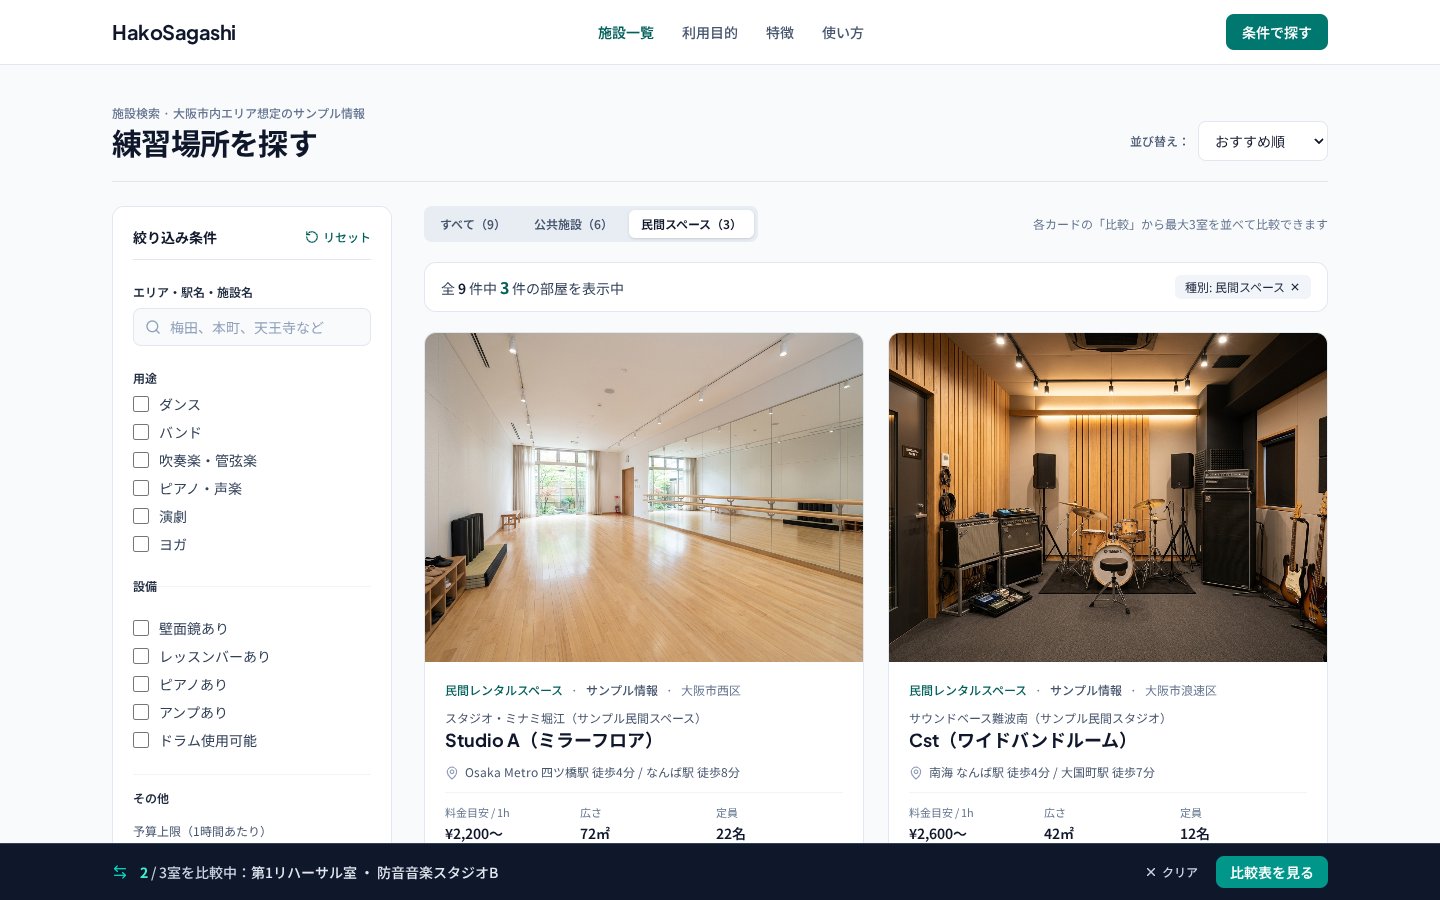 HakoSagashi
施設一覧 利用目的 特徴 使い方
条件で探す
施設検索 · 大阪市内エリア想定のサンプル情報
練習場所を探す
並び替え：
おすすめ順
絞り込み条件
リセット
エリア・駅名・施設名
梅田、本町、天王寺など
用途
ダンス
バンド
吹奏楽・管弦楽
ピアノ・声楽
演劇
ヨガ
設備
壁面鏡あり
レッスンバーあり
ピアノあり
アンプあり
ドラム使用可能
その他
予算上限（1時間あたり）
すべて（9） 公共施設（6） 民間スペース（3）
各カードの「比較」から最大3室を並べて比較できます
全 9 件中 3 件の部屋を表示中
種別: 民間スペース ✕
民間レンタルスペース · サンプル情報 · 大阪市西区
スタジオ・ミナミ堀江（サンプル民間スペース）
Studio A（ミラーフロア）
Osaka Metro 四ツ橋駅 徒歩4分 / なんば駅 徒歩8分
料金目安 / 1h 広さ 定員
¥2,200〜 72㎡ 22名
民間レンタルスペース · サンプル情報 · 大阪市浪速区
サウンドベース難波南（サンプル民間スタジオ）
Cst（ワイドバンドルーム）
南海 なんば駅 徒歩4分 / 大国町駅 徒歩7分
料金目安 / 1h 広さ 定員
¥2,600〜 42㎡ 12名
2 / 3室を比較中：第1リハーサル室 ・ 防音音楽スタジオB
✕ クリア
比較表を見る